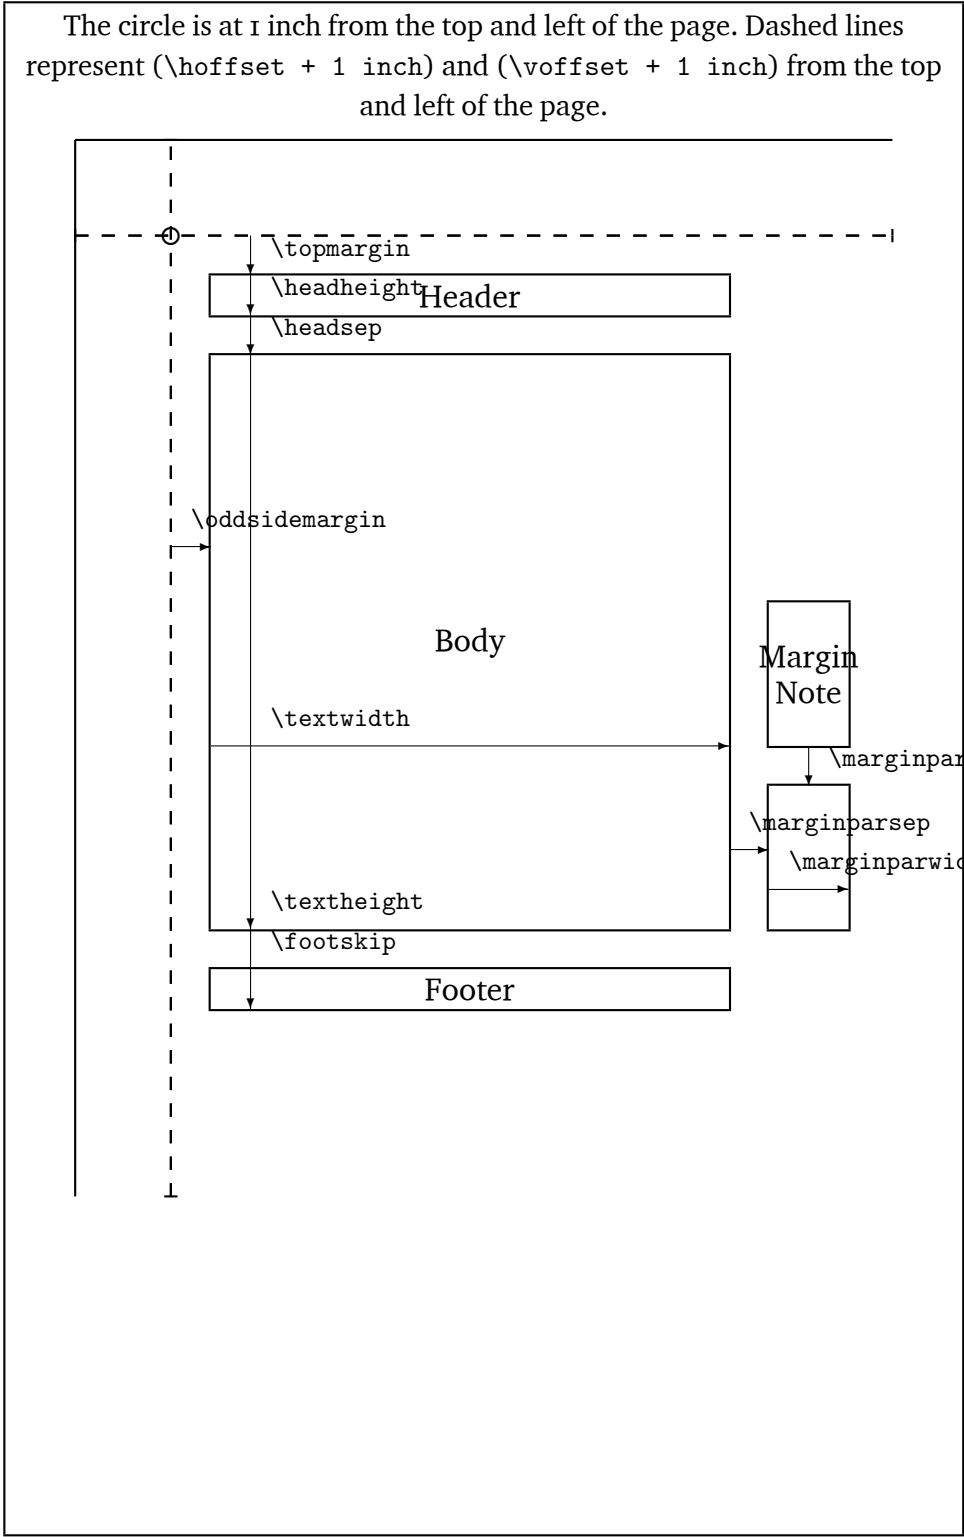 The circle is at 1 inch from the top and left of the page. Dashed lines
represent (\hoffset + 1 inch) and (\voffset + 1 inch) from the top
and left of the page.
\topmargin
\headheight
Header
\headsep
\oddsidemargin
Body
Margin
Note
\textwidth
\marginpar
\marginparsep
\marginparwid
\textheight
\footskip
Footer